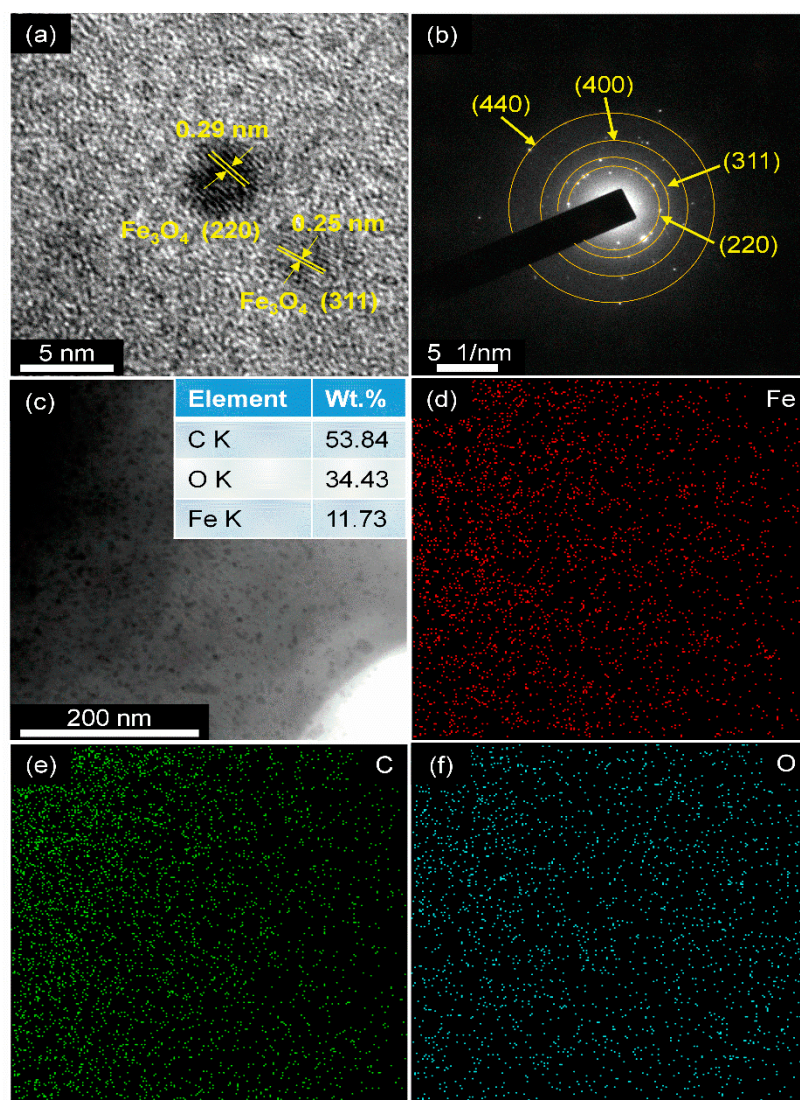 (a)
0.29 nm
Fe₃O₄ (220)
0.25 nm
Fe₃O₄ (311)
5 nm
(b)
(440)
(400)
(311)
(220)
5 1/nm
(c)
Element Wt.%
C K 53.84
O K 34.43
Fe K 11.73
200 nm
(d)
Fe
(e)
C
(f)
O